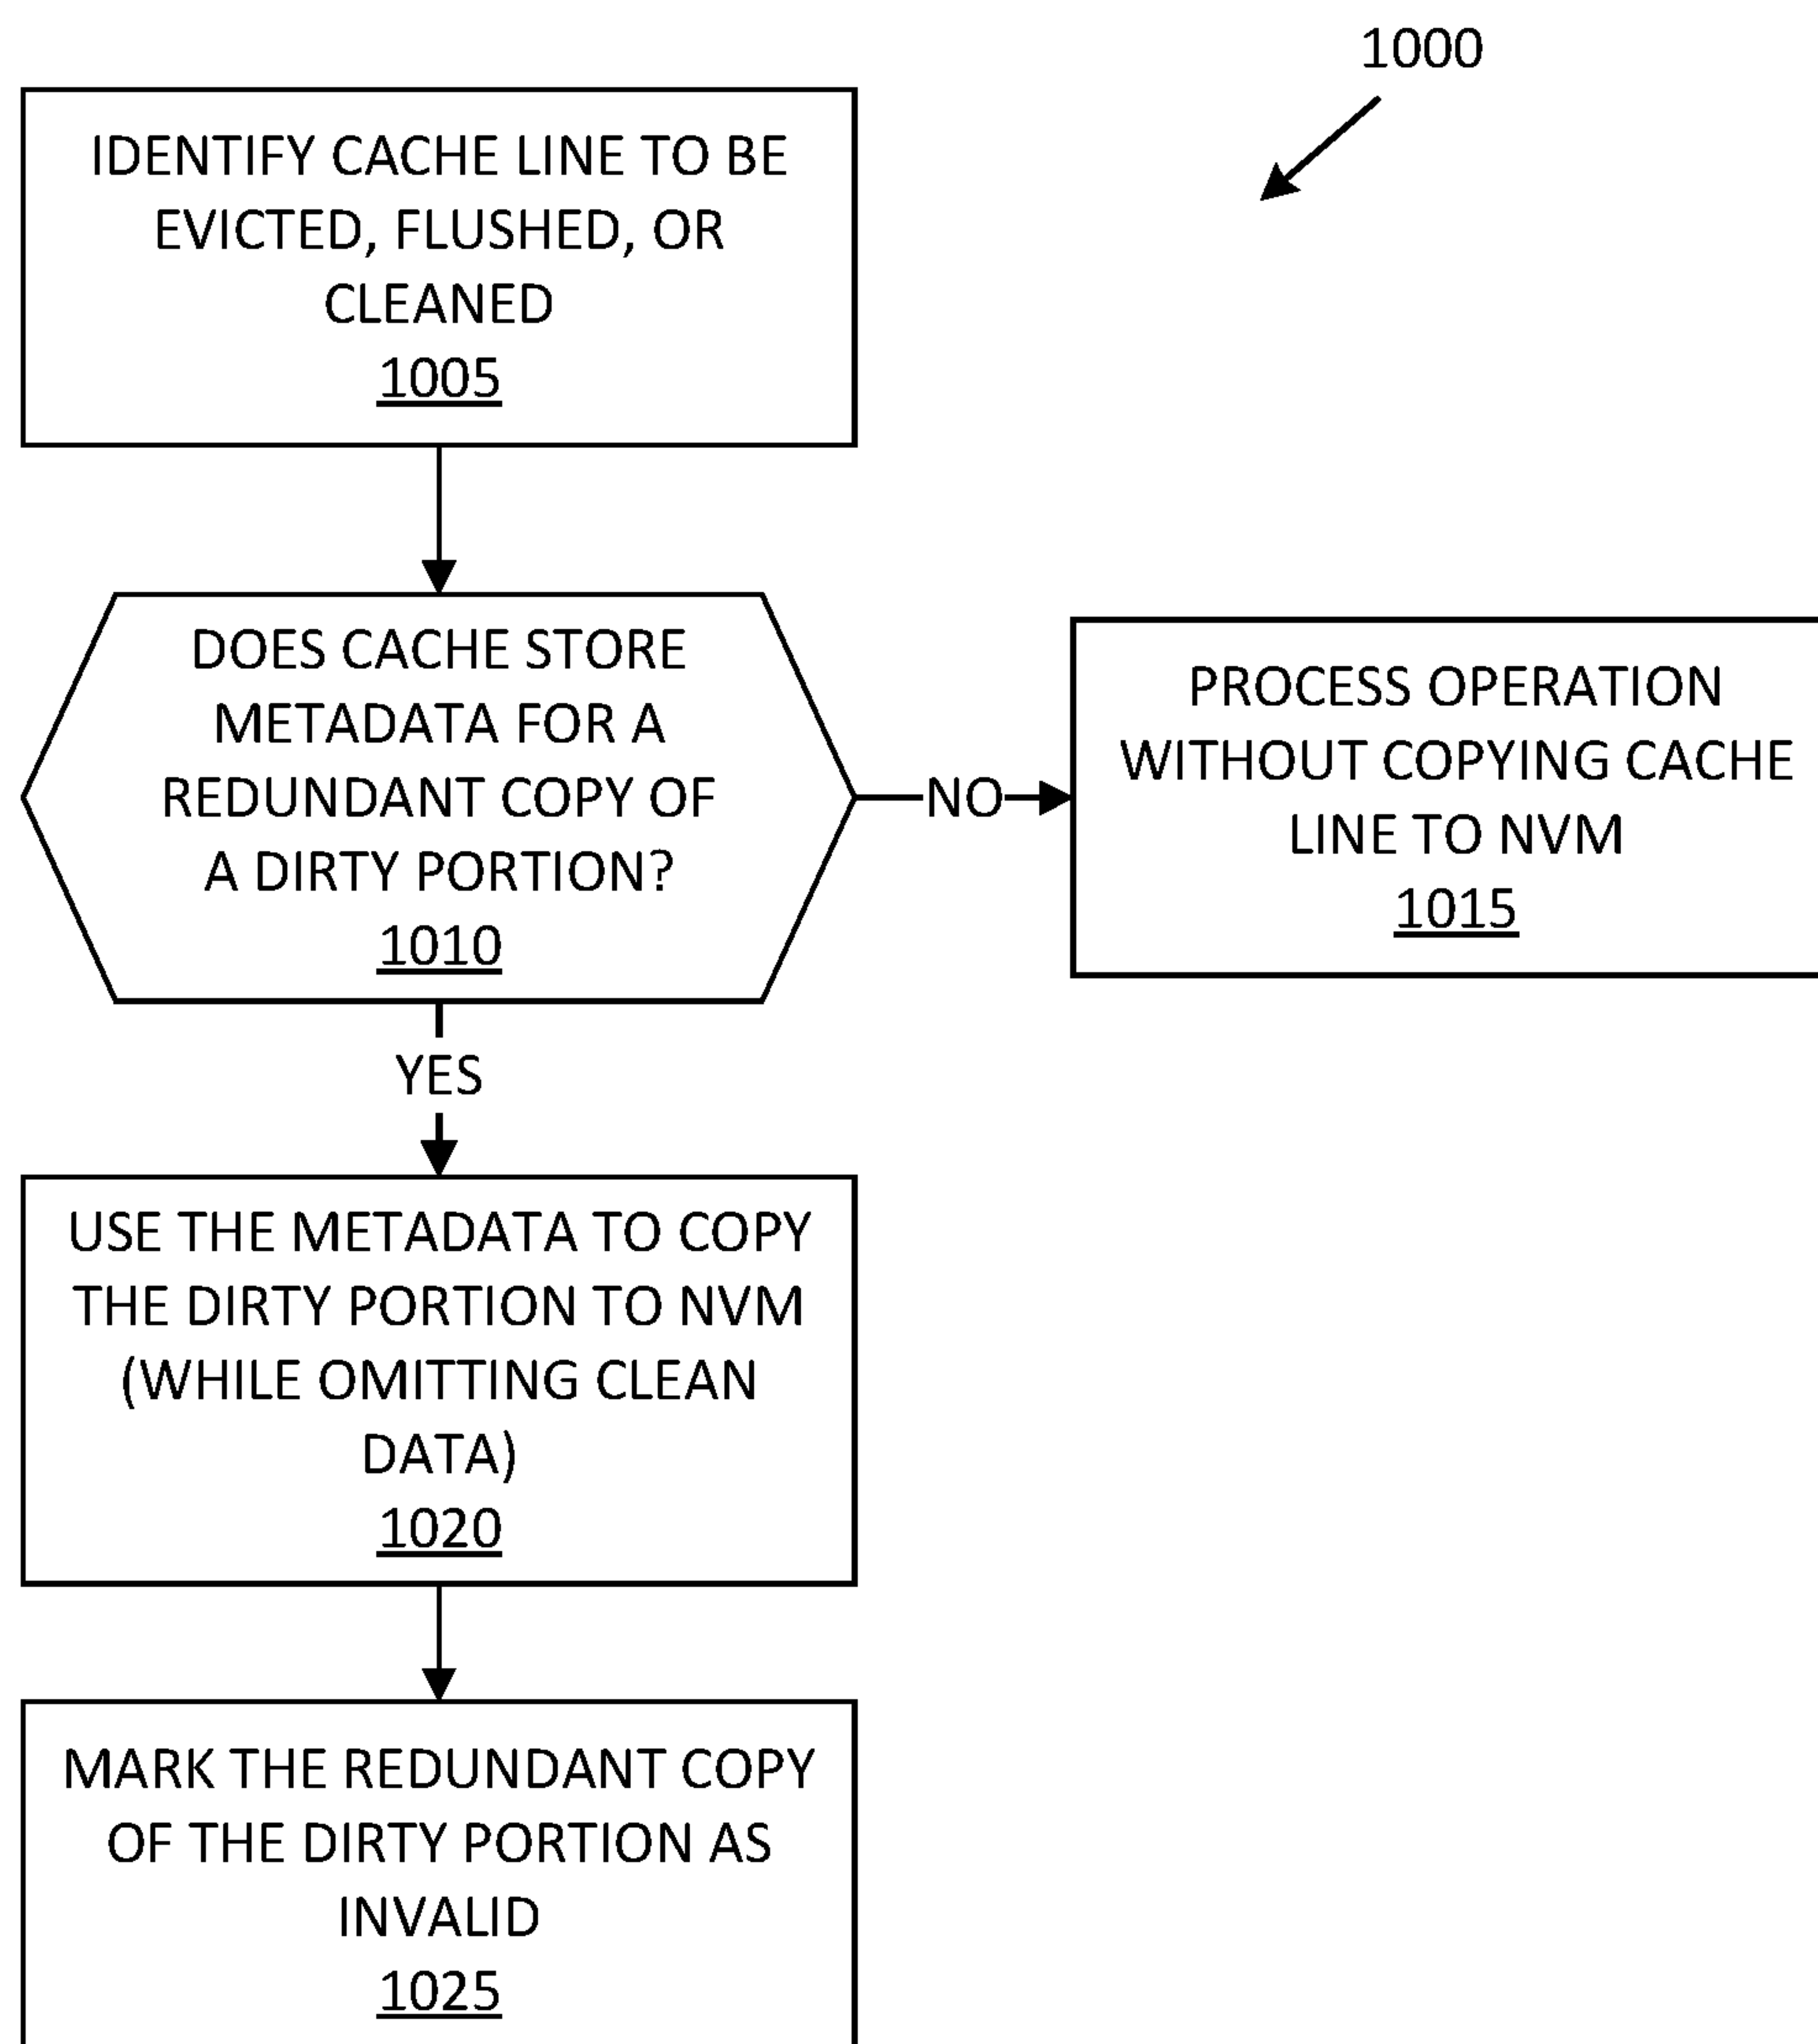 1000
IDENTIFY CACHE LINE TO BE
EVICTED, FLUSHED, OR
CLEANED
1005
DOES CACHE STORE
METADATA FOR A
REDUNDANT COPY OF
A DIRTY PORTION?
1010
NO
PROCESS OPERATION
WITHOUT COPYING CACHE
LINE TO NVM
1015
YES
USE THE METADATA TO COPY
THE DIRTY PORTION TO NVM
(WHILE OMITTING CLEAN
DATA)
1020
MARK THE REDUNDANT COPY
OF THE DIRTY PORTION AS
INVALID
1025